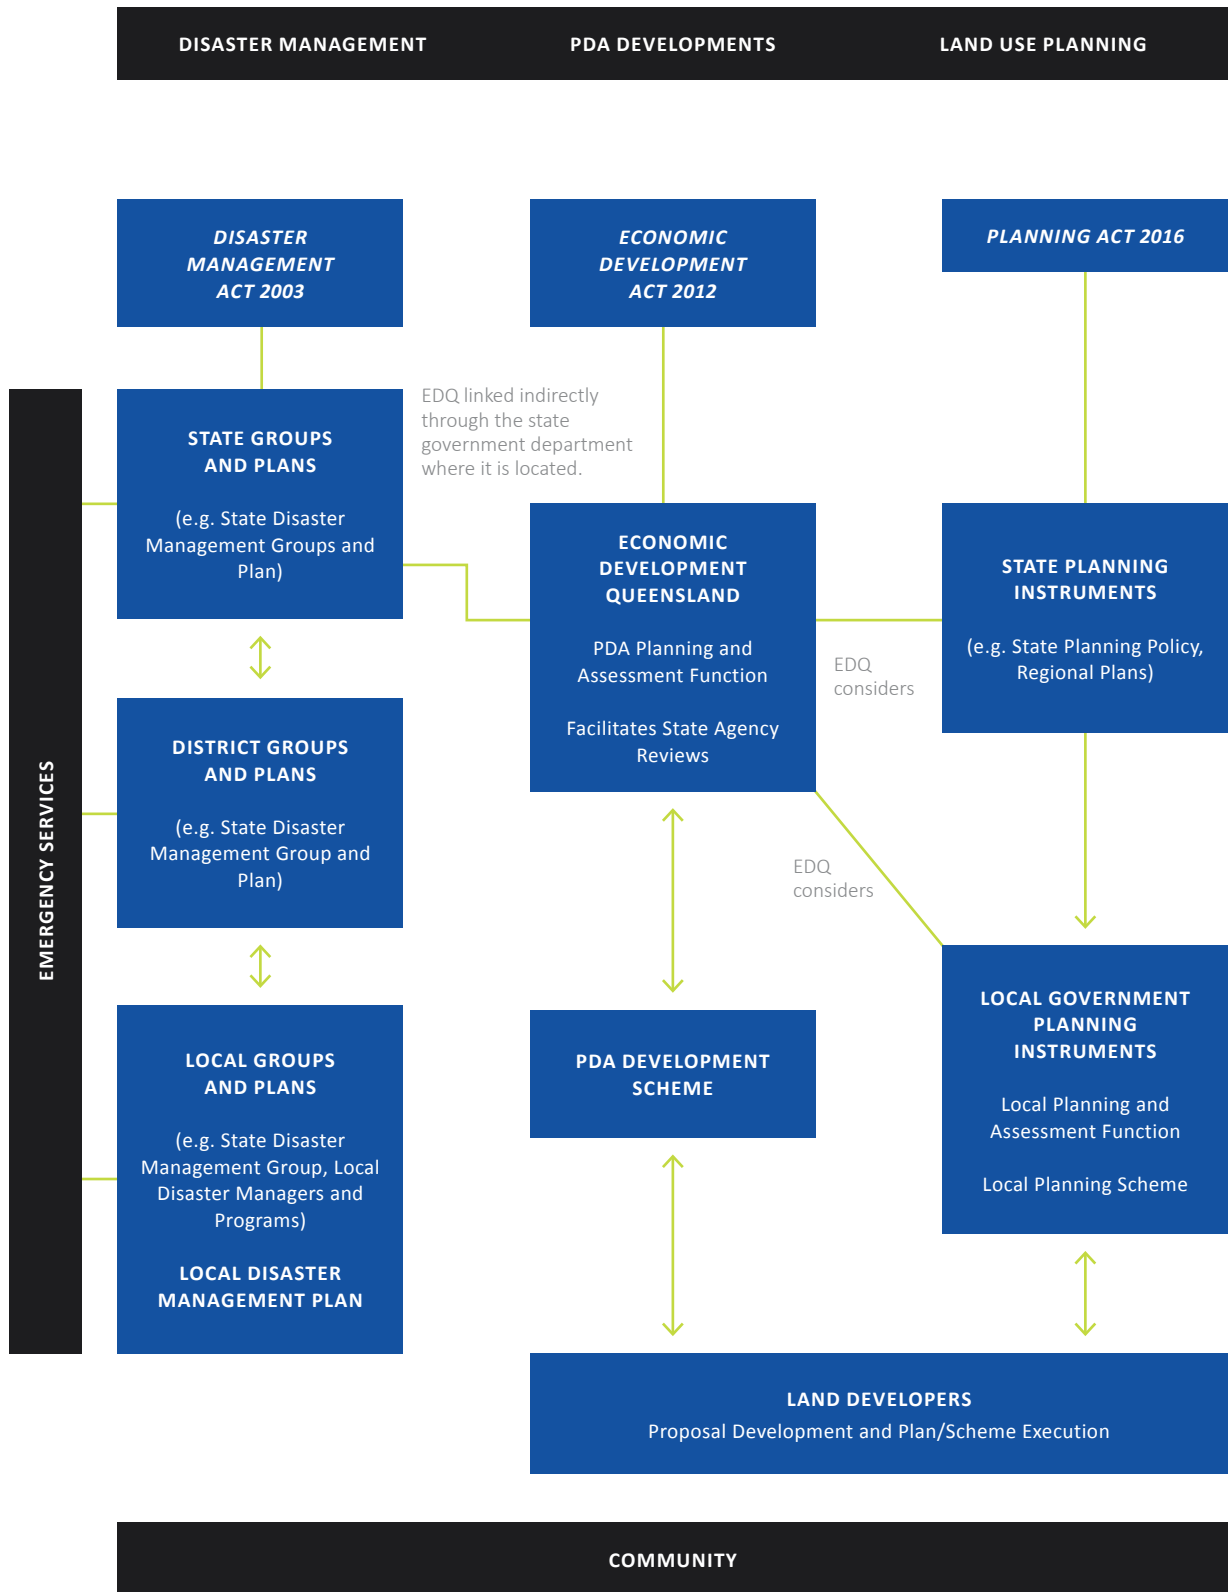 DISASTER MANAGEMENT
PDA DEVELOPMENTS
LAND USE PLANNING
DISASTER
MANAGEMENT
ACT 2003
ECONOMIC
DEVELOPMENT
ACT 2012
PLANNING ACT 2016
EMERGENCY SERVICES
STATE GROUPS
AND PLANS
(e.g. State Disaster
Management Groups and
Plan)
EDQ linked indirectly
through the state
government department
where it is located.
ECONOMIC
DEVELOPMENT
QUEENSLAND
PDA Planning and
Assessment Function
Facilitates State Agency
Reviews
EDQ
considers
STATE PLANNING
INSTRUMENTS
(e.g. State Planning Policy,
Regional Plans)
DISTRICT GROUPS
AND PLANS
(e.g. State Disaster
Management Group and
Plan)
EDQ
considers
LOCAL GROUPS
AND PLANS
(e.g. State Disaster
Management Group, Local
Disaster Managers and
Programs)
LOCAL DISASTER
MANAGEMENT PLAN
PDA DEVELOPMENT
SCHEME
LOCAL GOVERNMENT
PLANNING
INSTRUMENTS
Local Planning and
Assessment Function
Local Planning Scheme
LAND DEVELOPERS
Proposal Development and Plan/Scheme Execution
COMMUNITY